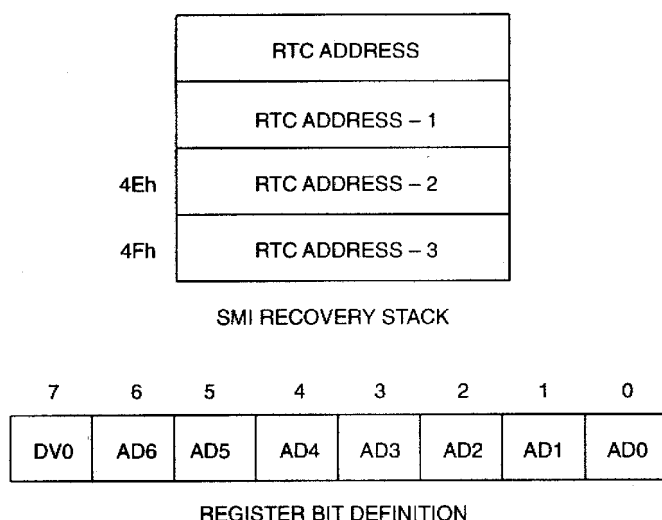 RTC ADDRESS
RTC ADDRESS – 1
4Eh RTC ADDRESS – 2
4Fh RTC ADDRESS – 3
SMI RECOVERY STACK
7 6 5 4 3 2 1 0
DV0 AD6 AD5 AD4 AD3 AD2 AD1 AD0
REGISTER BIT DEFINITION